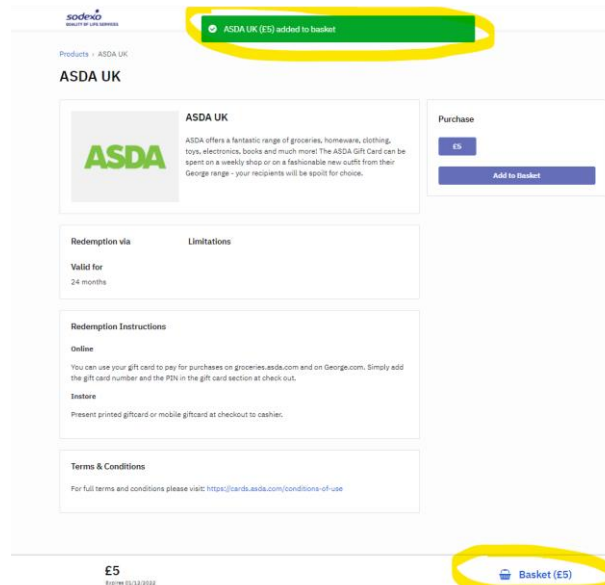 sodexo
QUALITY OF LIFE SERVICES
ASDA UK (£5) added to basket
Products › ASDA UK
ASDA UK
ASDA
ASDA UK
ASDA offers a fantastic range of groceries, homeware, clothing,
toys, electronics, books and much more! The ASDA Gift Card can be
spent on a weekly shop or on a fashionable new outfit from their
George range - your recipients will be spoilt for choice.
Purchase
£5
Add to Basket
Redemption via
Limitations
Valid for
24 months
Redemption Instructions
Online
You can use your gift card to pay for purchases on groceries.asda.com and on George.com. Simply add
the gift card number and the PIN in the gift card section at check out.
Instore
Present printed giftcard or mobile giftcard at checkout to cashier.
Terms & Conditions
For full terms and conditions please visit: https://cards.asda.com/conditions-of-use
£5
Expires 01/12/2022
Basket (£5)